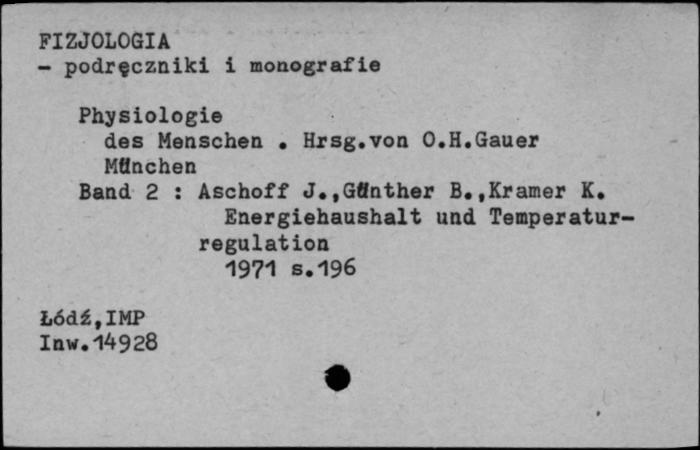 FIZJOLOGIA
- podręczniki i monografie
Physiologie
des Menschen . Hrsg.von O.H.Gauer
München
Band 2 : Aschoff J.,Günther B.,Kramer K.
Energiehaushalt und Temperatur-
regulation
1971 s.196
Łódź,IMP
Inw.14928